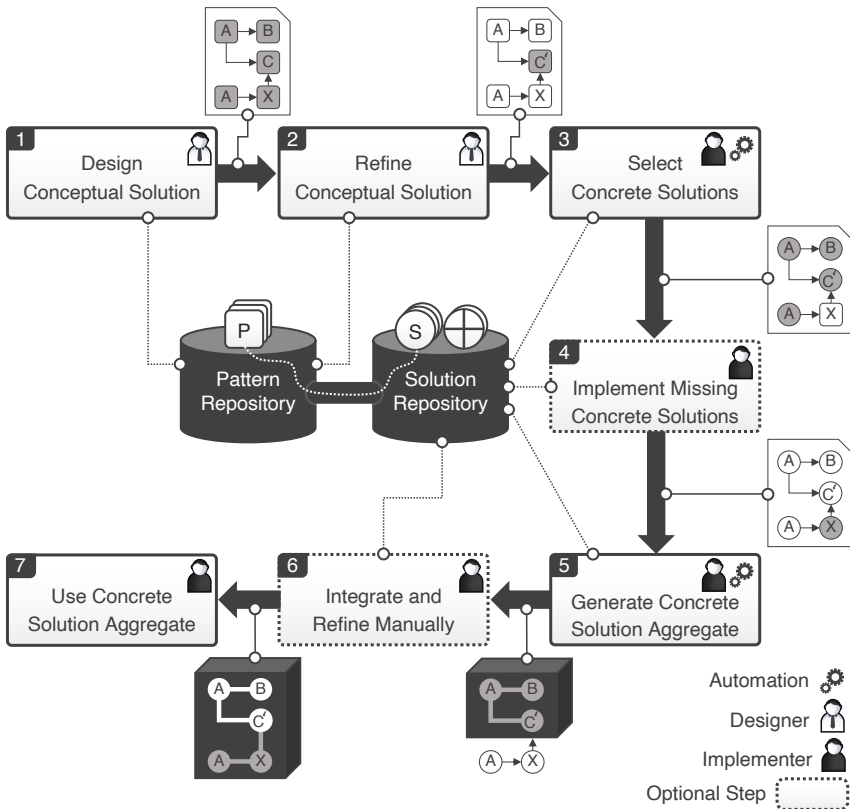 A B
C
A X
A B
C′
A X
1
Design
Conceptual Solution
2
Refine
Conceptual Solution
3
Select
Concrete Solutions
A B
C′
A X
P
S
Pattern
Repository
Solution
Repository
4
Implement Missing
Concrete Solutions
A B
C′
A X
7
Use Concrete
Solution Aggregate
6
Integrate and
Refine Manually
5
Generate Concrete
Solution Aggregate
A B
C′
A X
A B
C′
A X
Automation
Designer
Implementer
Optional Step